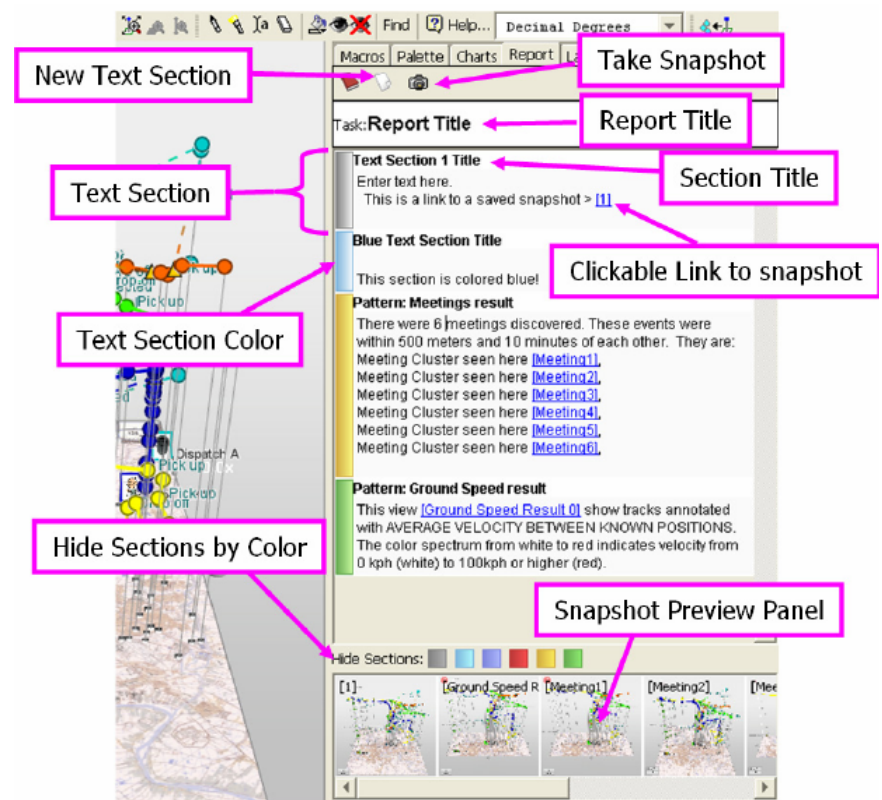 Find Help... Decimal Degrees
Macros Palette Charts Report La
New Text Section
Take Snapshot
Task: Report Title
Report Title
Text Section 1 Title
Section Title
Enter text here.
Text Section
This is a link to a saved snapshot > [1]
Blue Text Section Title
Clickable Link to snapshot
This section is colored blue!
Pick up
Pattern: Meetings result
There were 6 meetings discovered. These events were
within 500 meters and 10 minutes of each other. They are:
Text Section Color
Meeting Cluster seen here [Meeting1],
Meeting Cluster seen here [Meeting2],
Meeting Cluster seen here [Meeting3],
Meeting Cluster seen here [Meeting4],
Meeting Cluster seen here [Meeting5],
Meeting Cluster seen here [Meeting6],
Dispatch A
Pick up
Pick up
Pattern: Ground Speed result
This view [Ground Speed Result 0] show tracks annotated
with AVERAGE VELOCITY BETWEEN KNOWN POSITIONS.
The color spectrum from white to red indicates velocity from
0 kph (white) to 100kph or higher (red).
Hide Sections by Color
Snapshot Preview Panel
Hide Sections:
[1]- [Ground Speed R [Meeting1] [Meeting2] [Mee